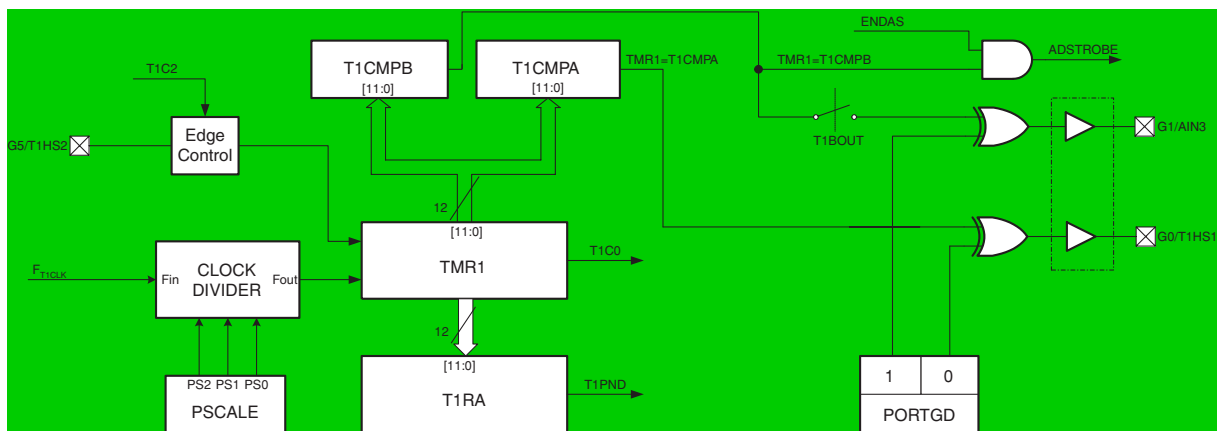 ENDAS
ADSTROBE
T1CMPB
[11:0]
T1CMPA
[11:0]
TMR1=T1CMPA
TMR1=T1CMPB
T1C2
Edge
Control
G5/T1HS2
T1BOUT
G1/AIN3
12
[11:0]
TMR1
T1C0
G0/T1HS1
FT1CLK
Fin
CLOCK
DIVIDER
Fout
12
PS2 PS1 PS0
PSCALE
[11:0]
T1RA
T1PND
1 0
PORTGD